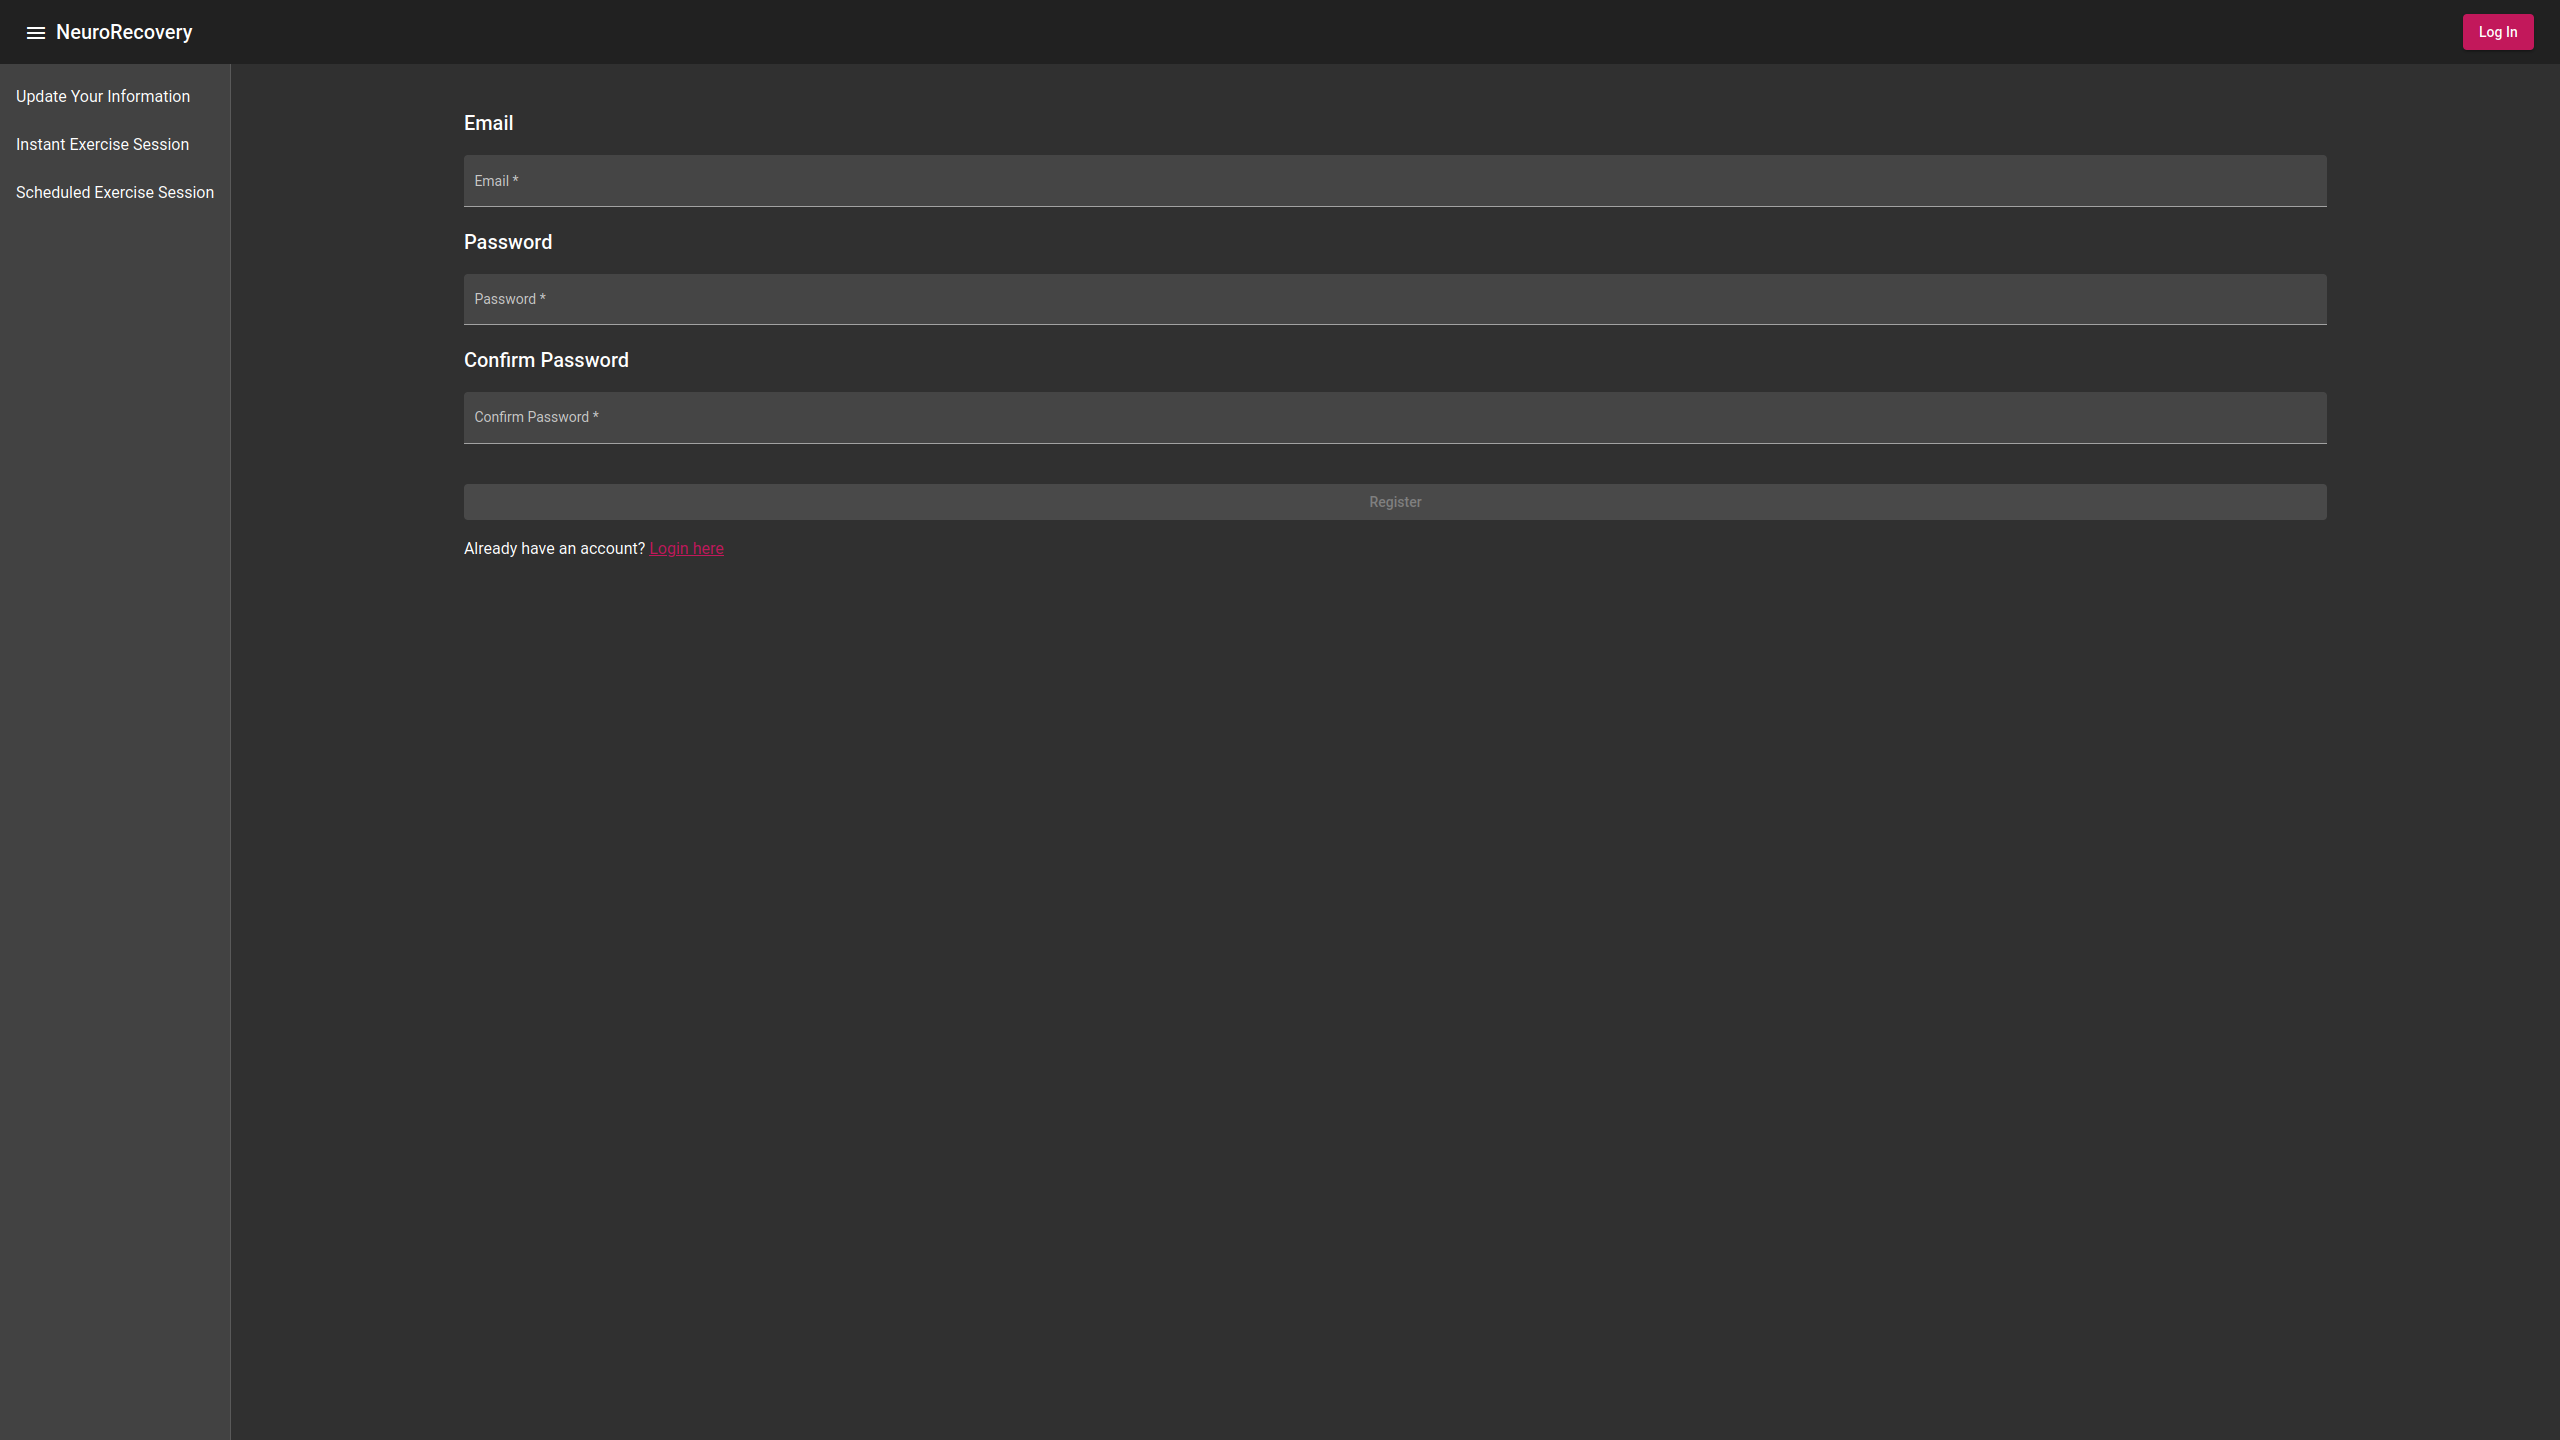 NeuroRecovery
Log In
Update Your Information
Instant Exercise Session
Scheduled Exercise Session
Email
Email *
Password
Password *
Confirm Password
Confirm Password *
Register
Already have an account? Login here